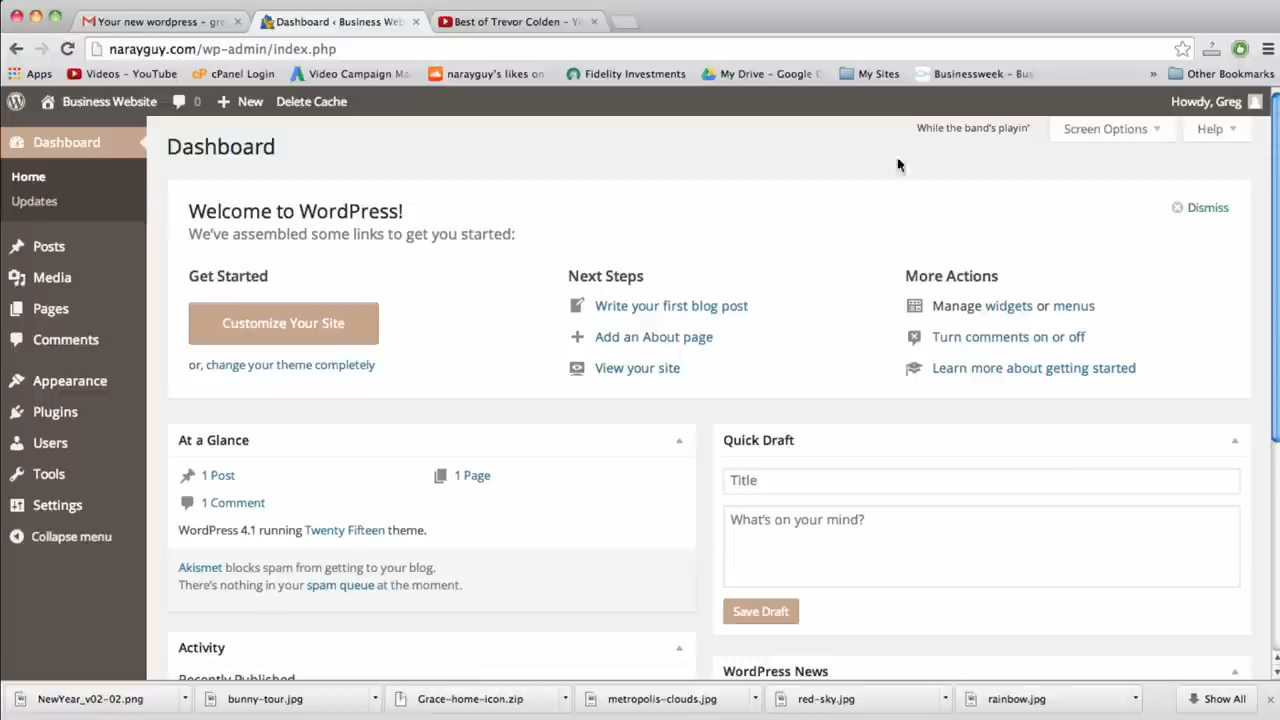 Your new wordpress - gre
Dashboard ‹ Business Web
Best of Trevor Colden - Y
narayguy.com/wp-admin/index.php
Apps
Videos - YouTube
cPanel Login
Video Campaign Ma
narayguy's likes on
Fidelity Investments
My Drive - Google D
My Sites
Businessweek - Bus
»
Other Bookmarks
Business Website
0
+ New
Delete Cache
Howdy, Greg
Dashboard
Home
Updates
Posts
Media
Pages
Comments
Appearance
Plugins
Users
Tools
Settings
Collapse menu
While the band's playin'
Screen Options
Help
Dashboard
Welcome to WordPress!
We've assembled some links to get you started:
Dismiss
Get Started
Customize Your Site
or, change your theme completely
Next Steps
Write your first blog post
Add an About page
View your site
More Actions
Manage widgets or menus
Turn comments on or off
Learn more about getting started
At a Glance
1 Post
1 Page
1 Comment
WordPress 4.1 running Twenty Fifteen theme.
Akismet blocks spam from getting to your blog.
There's nothing in your spam queue at the moment.
Activity
Recently Published
Quick Draft
Title
What's on your mind?
Save Draft
WordPress News
NewYear_v02-02.png
bunny-tour.jpg
Grace-home-icon.zip
metropolis-clouds.jpg
red-sky.jpg
rainbow.jpg
Show All